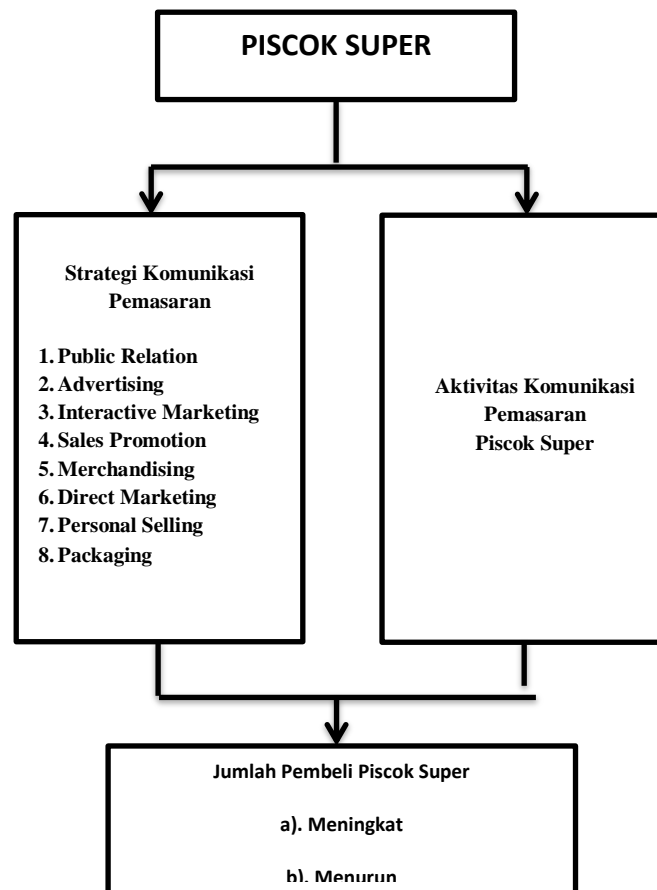 PISCOK SUPER
Strategi Komunikasi
Pemasaran
1. Public Relation
2. Advertising
3. Interactive Marketing
4. Sales Promotion
5. Merchandising
6. Direct Marketing
7. Personal Selling
8. Packaging
Aktivitas Komunikasi
Pemasaran
Piscok Super
Jumlah Pembeli Piscok Super
a). Meningkat
b). Menurun